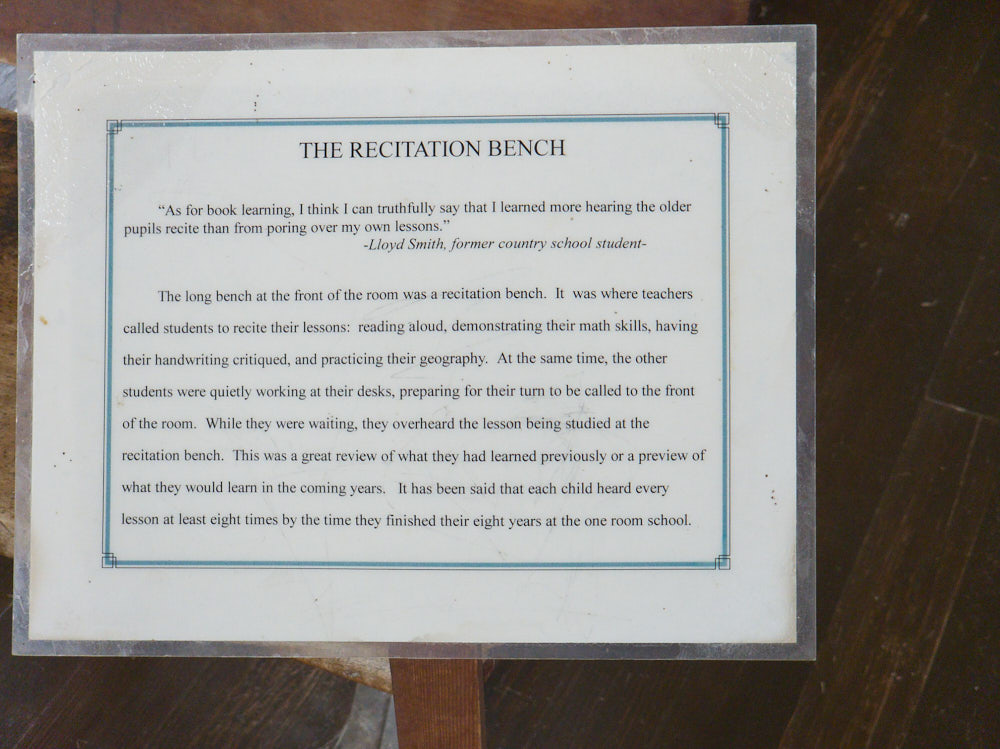 THE RECITATION BENCH
“As for book learning, I think I can truthfully say that I learned more hearing the older
pupils recite than from poring over my own lessons.”
-Lloyd Smith, former country school student-
The long bench at the front of the room was a recitation bench. It was where teachers
called students to recite their lessons: reading aloud, demonstrating their math skills, having
their handwriting critiqued, and practicing their geography. At the same time, the other
students were quietly working at their desks, preparing for their turn to be called to the front
of the room. While they were waiting, they overheard the lesson being studied at the
recitation bench. This was a great review of what they had learned previously or a preview of
what they would learn in the coming years. It has been said that each child heard every
lesson at least eight times by the time they finished their eight years at the one room school.